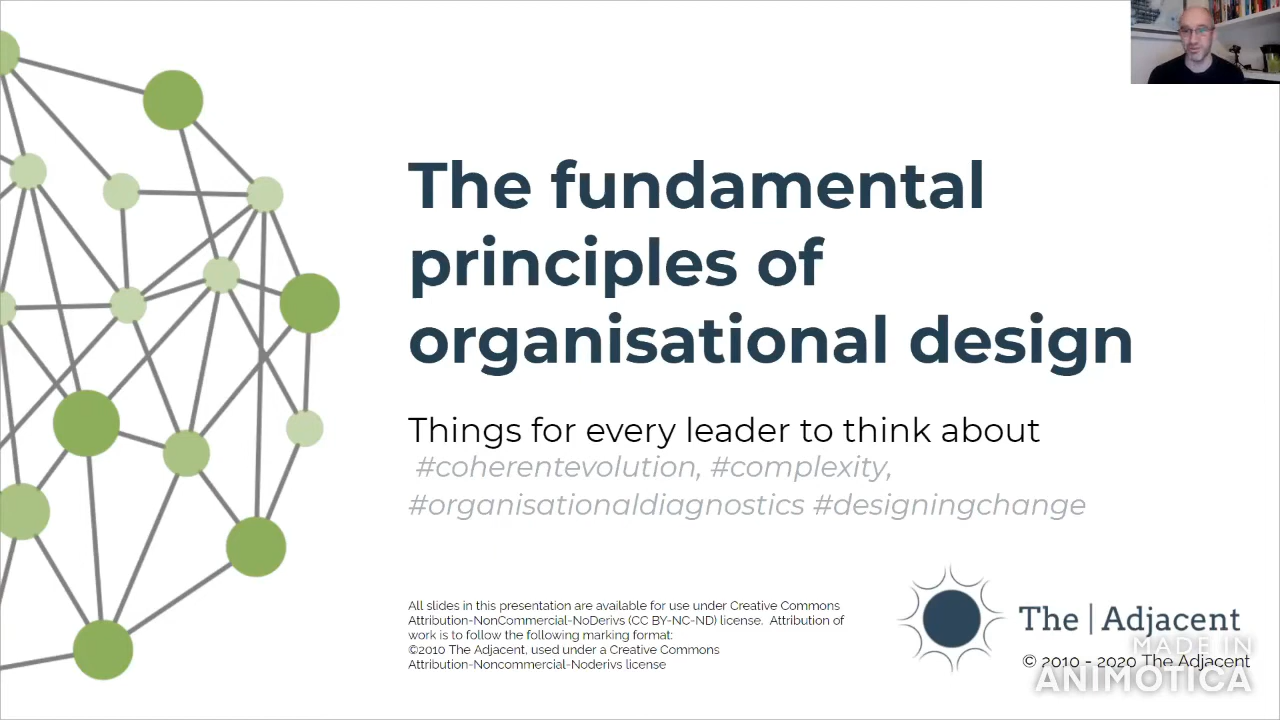 The fundamental
principles of
organisational design
Things for every leader to think about
#coherentevolution, #complexity,
#organisationaldiagnostics #designingchange
All slides in this presentation are available for use under Creative Commons
Attribution-NonCommercial-NoDerivs (CC BY-NC-ND) license. Attribution of
work is to follow the following marking format:
©2010 The Adjacent, used under a Creative Commons
Attribution-Noncommercial-Noderivs license
The | Adjacent
MADE IN
© 2010 - 2020 The Adjacent
ANIMOTICA